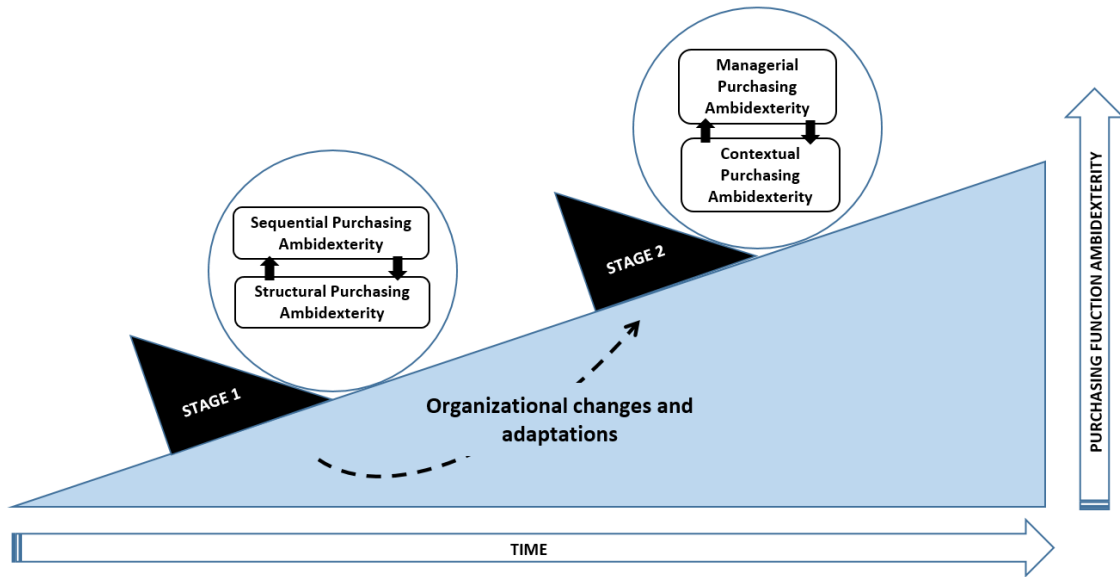 Managerial
Purchasing
Ambidexterity
Contextual
Purchasing
Ambidexterity
STAGE 2
Sequential Purchasing
Ambidexterity
Structural Purchasing
Ambidexterity
STAGE 1
Organizational changes and
adaptations
PURCHASING FUNCTION AMBIDEXTERITY
TIME